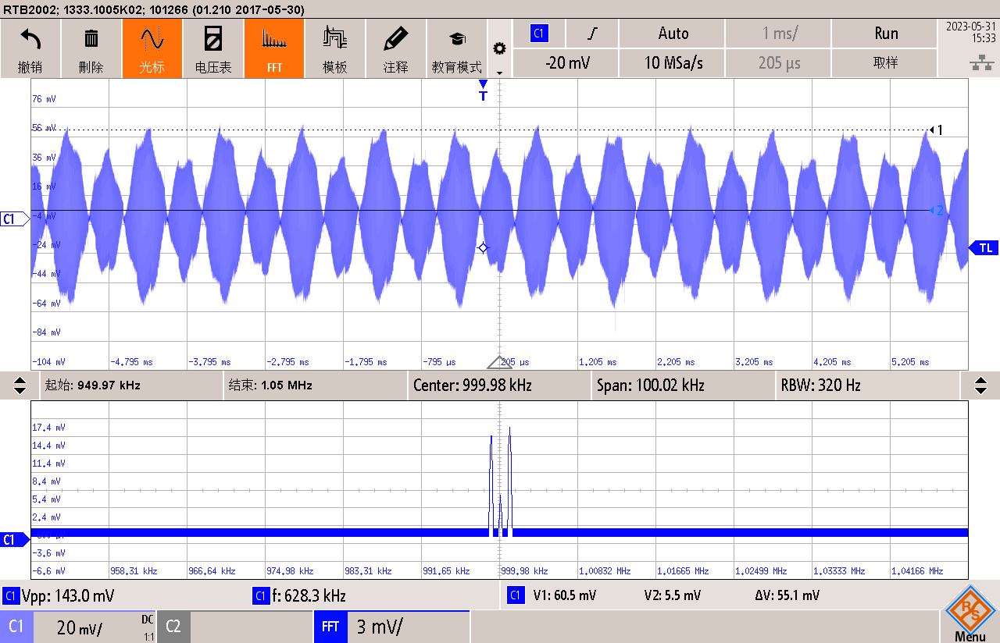 RTB2002; 1333.1005K02; 101266 (01.210 2017-05-30)
撤销 删除 光标 电压表 FFT 模板 注释 教育模式
C1 Auto 1 ms/ Run 2023-05-31
15:33
-20 mV 10 MSa/s 205 µs 取样
T
76 mV
56 mV
1
36 mV
16 mV
C1 -4 mV
2
-24 mV
TL
-44 mV
-64 mV
-84 mV
-104 mV -4.795 ms -3.795 ms -2.795 ms -1.795 ms -795 µs 205 µs 1.205 ms 2.205 ms 3.205 ms 4.205 ms 5.205 ms
起始: 949.97 kHz 结束: 1.05 MHz Center: 999.98 kHz Span: 100.02 kHz RBW: 320 Hz
17.4 mV
14.4 mV
11.4 mV
8.4 mV
5.4 mV
2.4 mV
C1
-3.6 mV
-6.6 mV 958.31 kHz 966.64 kHz 974.98 kHz 983.31 kHz 991.65 kHz 999.98 kHz 1.00832 MHz 1.01665 MHz 1.02499 MHz 1.03333 MHz 1.04166 MHz
C1 Vpp: 143.0 mV C1 f: 628.3 kHz C1 V1: 60.5 mV V2: 5.5 mV ΔV: 55.1 mV
C1 20 mV/ DC
1:1
C2 FFT 3 mV/
R&S
Menu